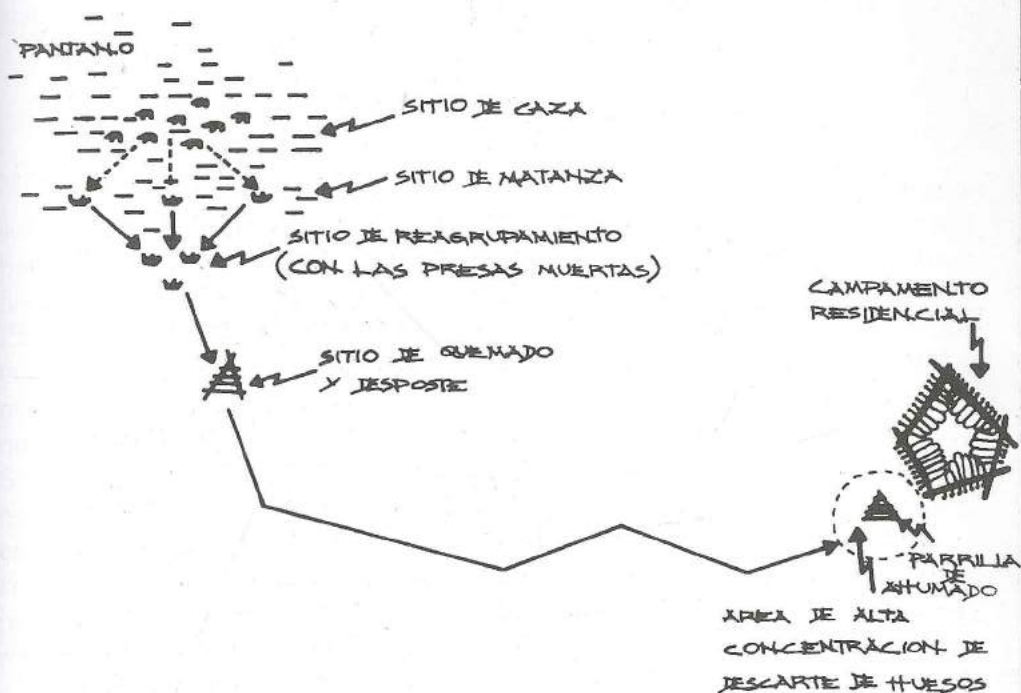 PANTANO
SITIO DE CAZA
SITIO DE MATANZA
SITIO DE REAGRUPAMIENTO
(CON LAS PRESAS MUERTAS)
SITIO DE QUEMADO
Y DESPOSTE
CAMPAMENTO
RESIDENCIAL
PARRILLA
DE
AHUMADO
AREA DE ALTA
CONCENTRACION DE
DESCARTE DE HUESOS